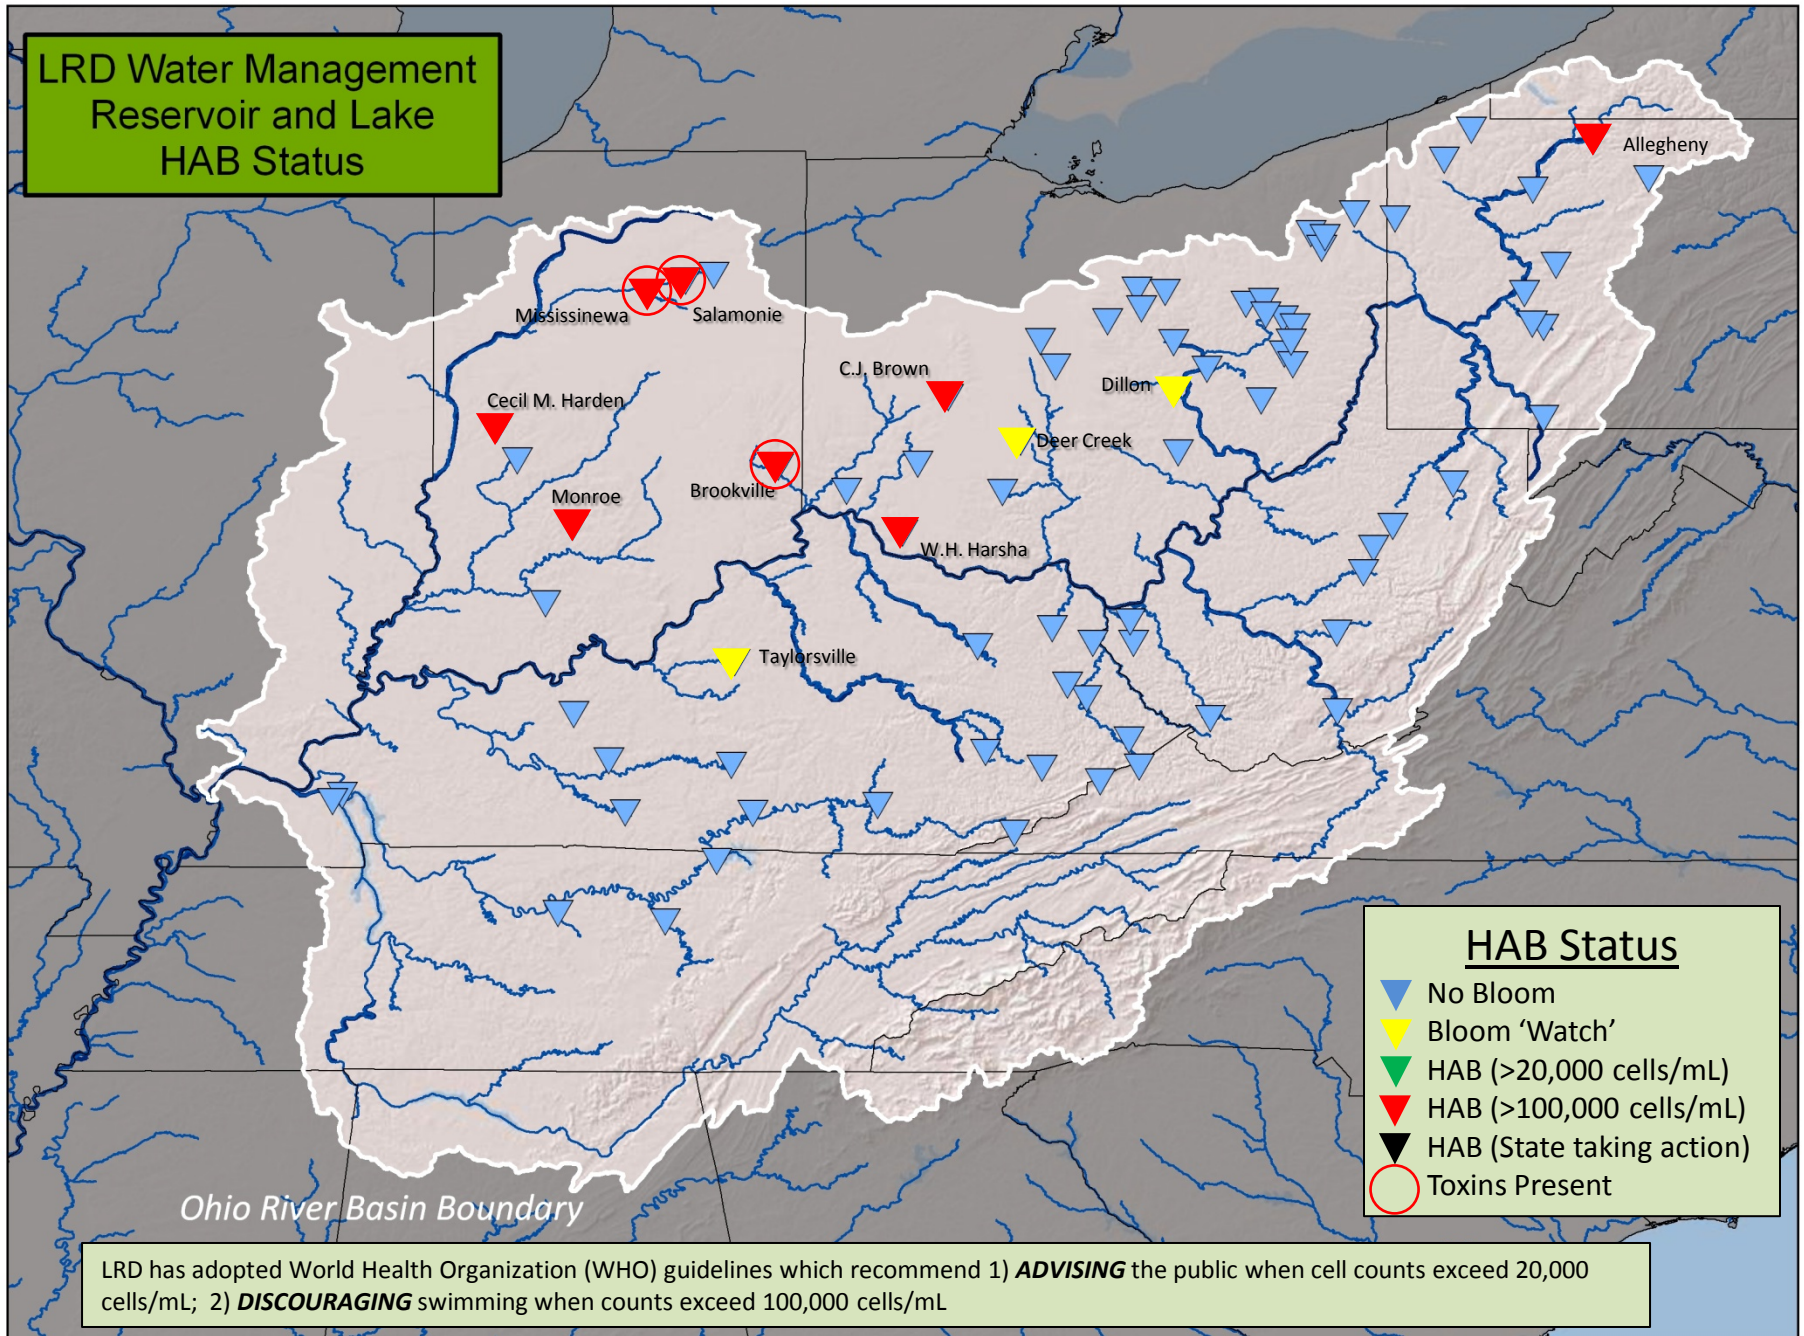 LRD Water Management
Reservoir and Lake
HAB Status
Allegheny
Mississinewa
Salamonie
C.J. Brown
Dillon
Cecil M. Harden
Deer Creek
Brookville
Monroe
W.H. Harsha
Taylorsville
HAB Status
No Bloom
Bloom ‘Watch’
HAB (>20,000 cells/mL)
HAB (>100,000 cells/mL)
HAB (State taking action)
Toxins Present
Ohio River Basin Boundary
LRD has adopted World Health Organization (WHO) guidelines which recommend 1) ADVISING the public when cell counts exceed 20,000
cells/mL; 2) DISCOURAGING swimming when counts exceed 100,000 cells/mL